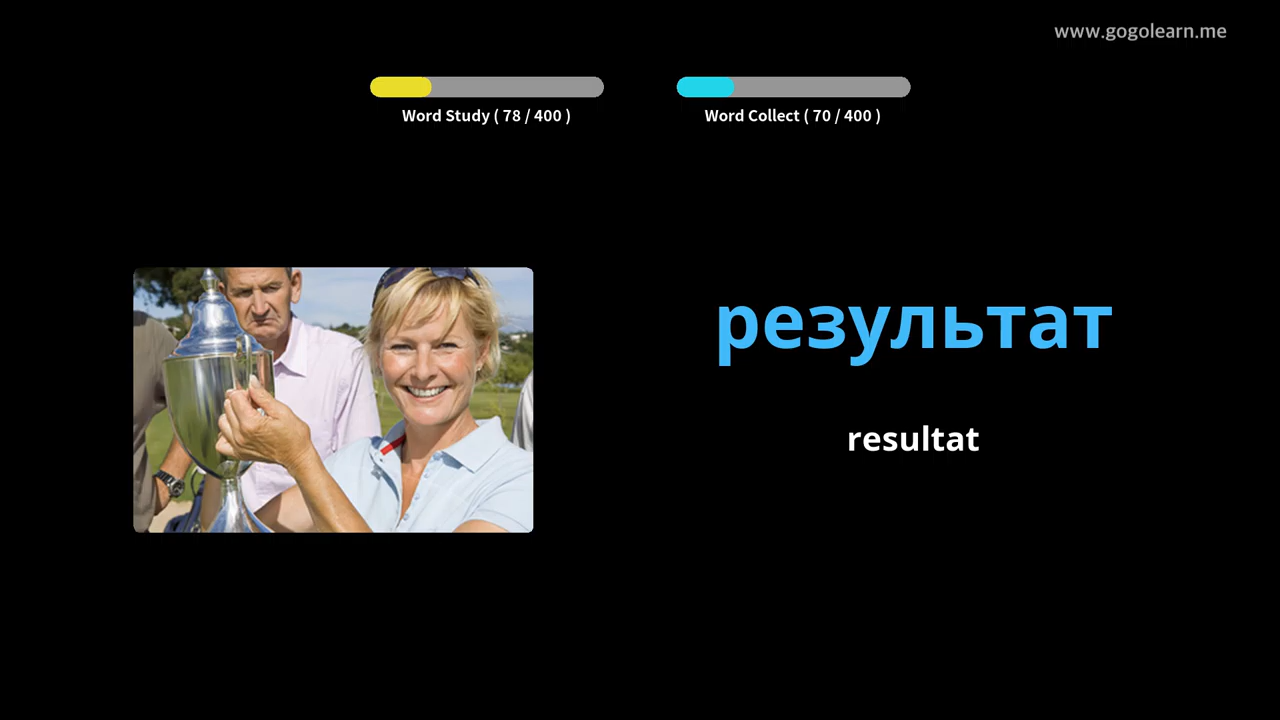 www.gogolearn.me
Word Study ( 78 / 400 )
Word Collect ( 70 / 400 )
результат
resultat